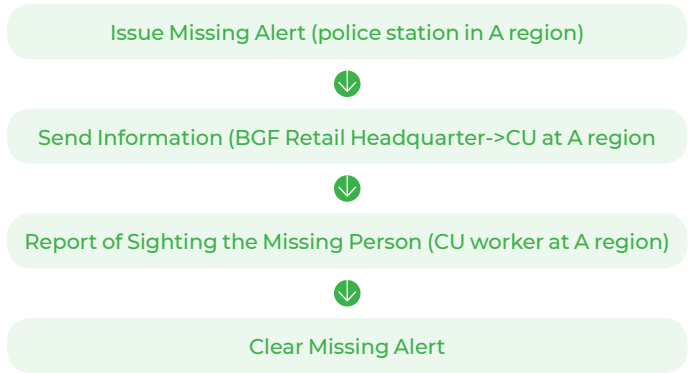 Issue Missing Alert (police station in A region)
Send Information (BGF Retail Headquarter->CU at A region
Report of Sighting the Missing Person (CU worker at A region)
Clear Missing Alert